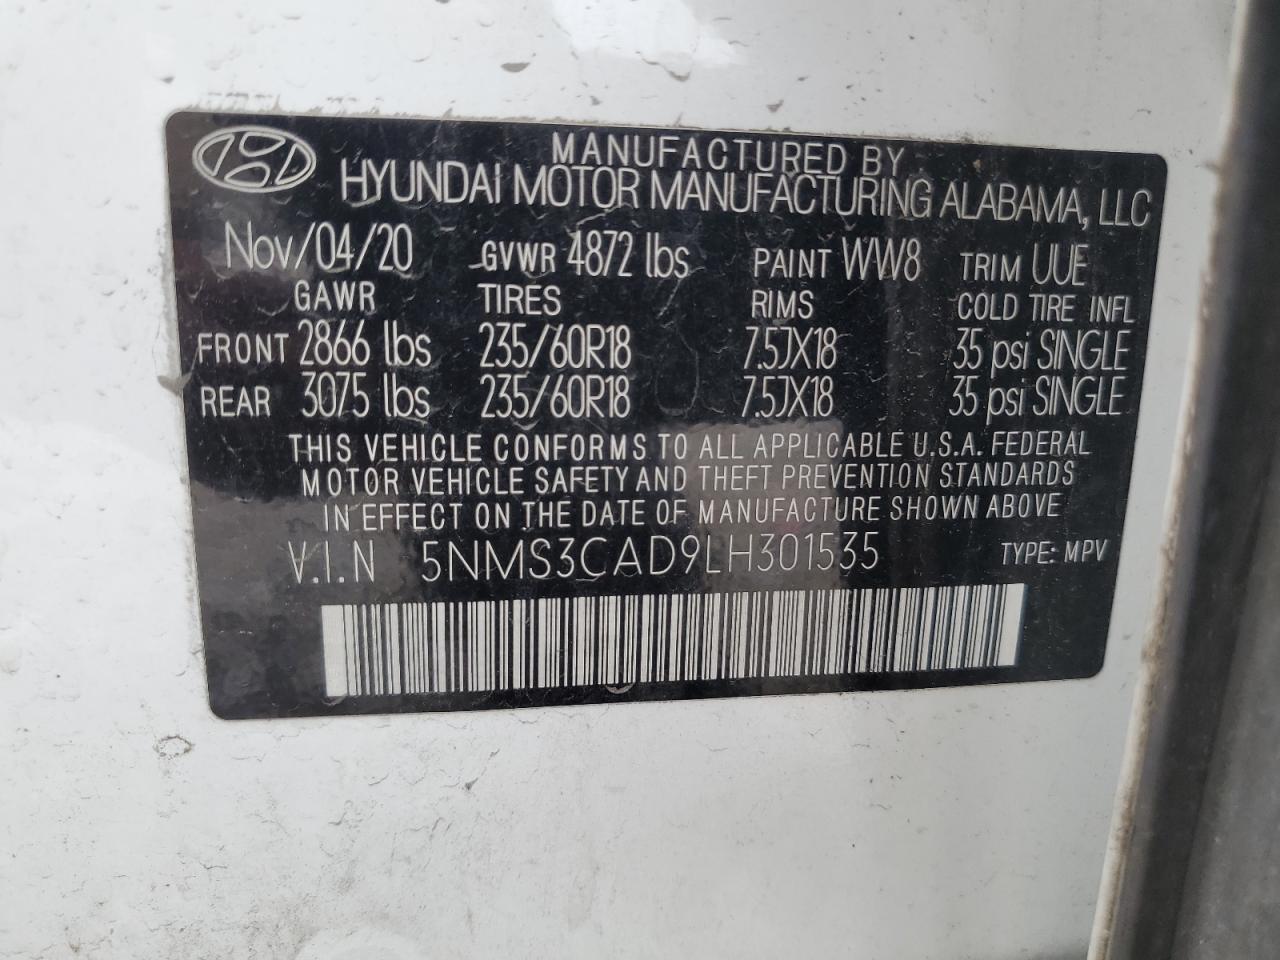 MANUFACTURED BY
HYUNDAI MOTOR MANUFACTURING ALABAMA, LLC
Nov/04/20 GVWR 4872 lbs PAINT WW8 TRIM UUE
GAWR TIRES RIMS COLD TIRE INFL
FRONT 2866 lbs 235/60R18 7.5JX18 35 psi SINGLE
REAR 3075 lbs 235/60R18 7.5JX18 35 psi SINGLE
THIS VEHICLE CONFORMS TO ALL APPLICABLE U.S.A. FEDERAL
MOTOR VEHICLE SAFETY AND THEFT PREVENTION STANDARDS
IN EFFECT ON THE DATE OF MANUFACTURE SHOWN ABOVE
V.I.N 5NMS3CAD9LH301535 TYPE: MPV